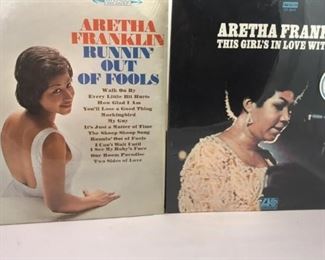 ARETHA
FRANKLIN
RUNNIN' OUT
OF FOOLS
Walk On By
Every Little Bit Hurts
How Glad I Am
You'll Lose a Good Thing
Mockingbird
My Guy
It's Just a Matter of Time
The Shoop Shoop Song
Runnin' Out of Fools
I Can't Wait Until
I See My Baby's Face
One Room Paradise
Two Sides of Love
ARETHA FRANK
THIS GIRL'S IN LOVE WIT